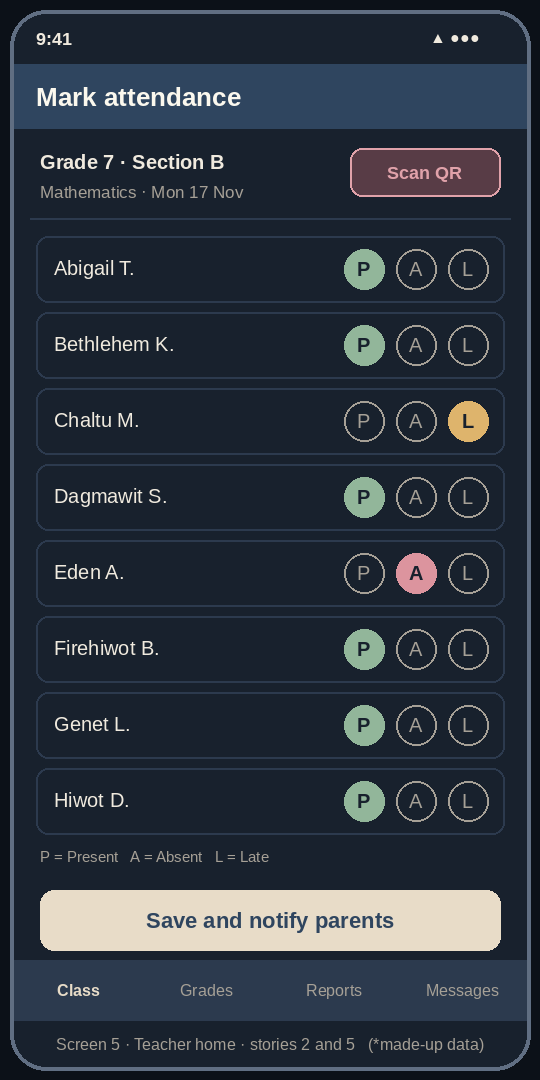 9:41
Mark attendance
Grade 7 · Section B
Scan QR
Mathematics · Mon 17 Nov
Abigail T. P A L
Bethlehem K. P A L
Chaltu M. P A L
Dagmawit S. P A L
Eden A. P A L
Firehiwot B. P A L
Genet L. P A L
Hiwot D. P A L
P = Present A = Absent L = Late
Save and notify parents
Class Grades Reports Messages
Screen 5 · Teacher home · stories 2 and 5 (*made-up data)